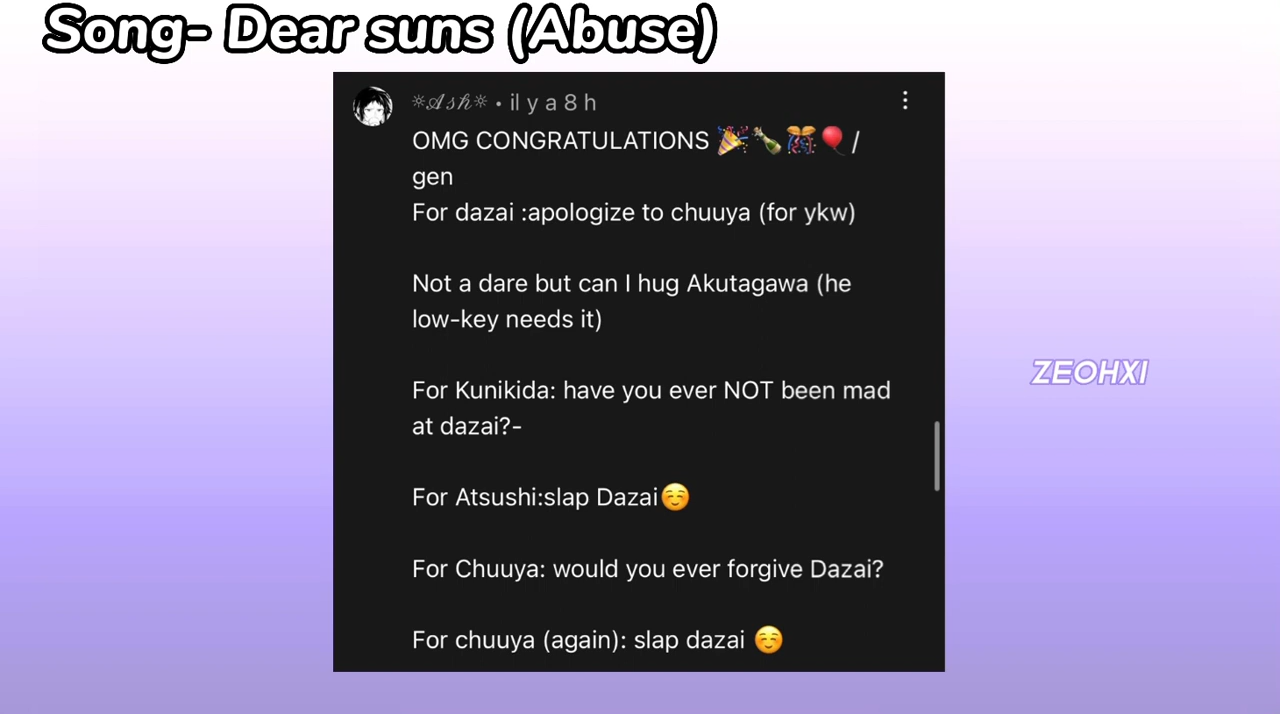 Song- Dear suns (Abuse)
☼𝒜𝓈𝒽☼ • il y a 8 h
OMG CONGRATULATIONS 🎉🍾🎊🎈/
gen
For dazai :apologize to chuuya (for ykw)
Not a dare but can I hug Akutagawa (he
low-key needs it)
For Kunikida: have you ever NOT been mad
at dazai?-
For Atsushi:slap Dazai☺️
For Chuuya: would you ever forgive Dazai?
For chuuya (again): slap dazai ☺️
ZEOHXI